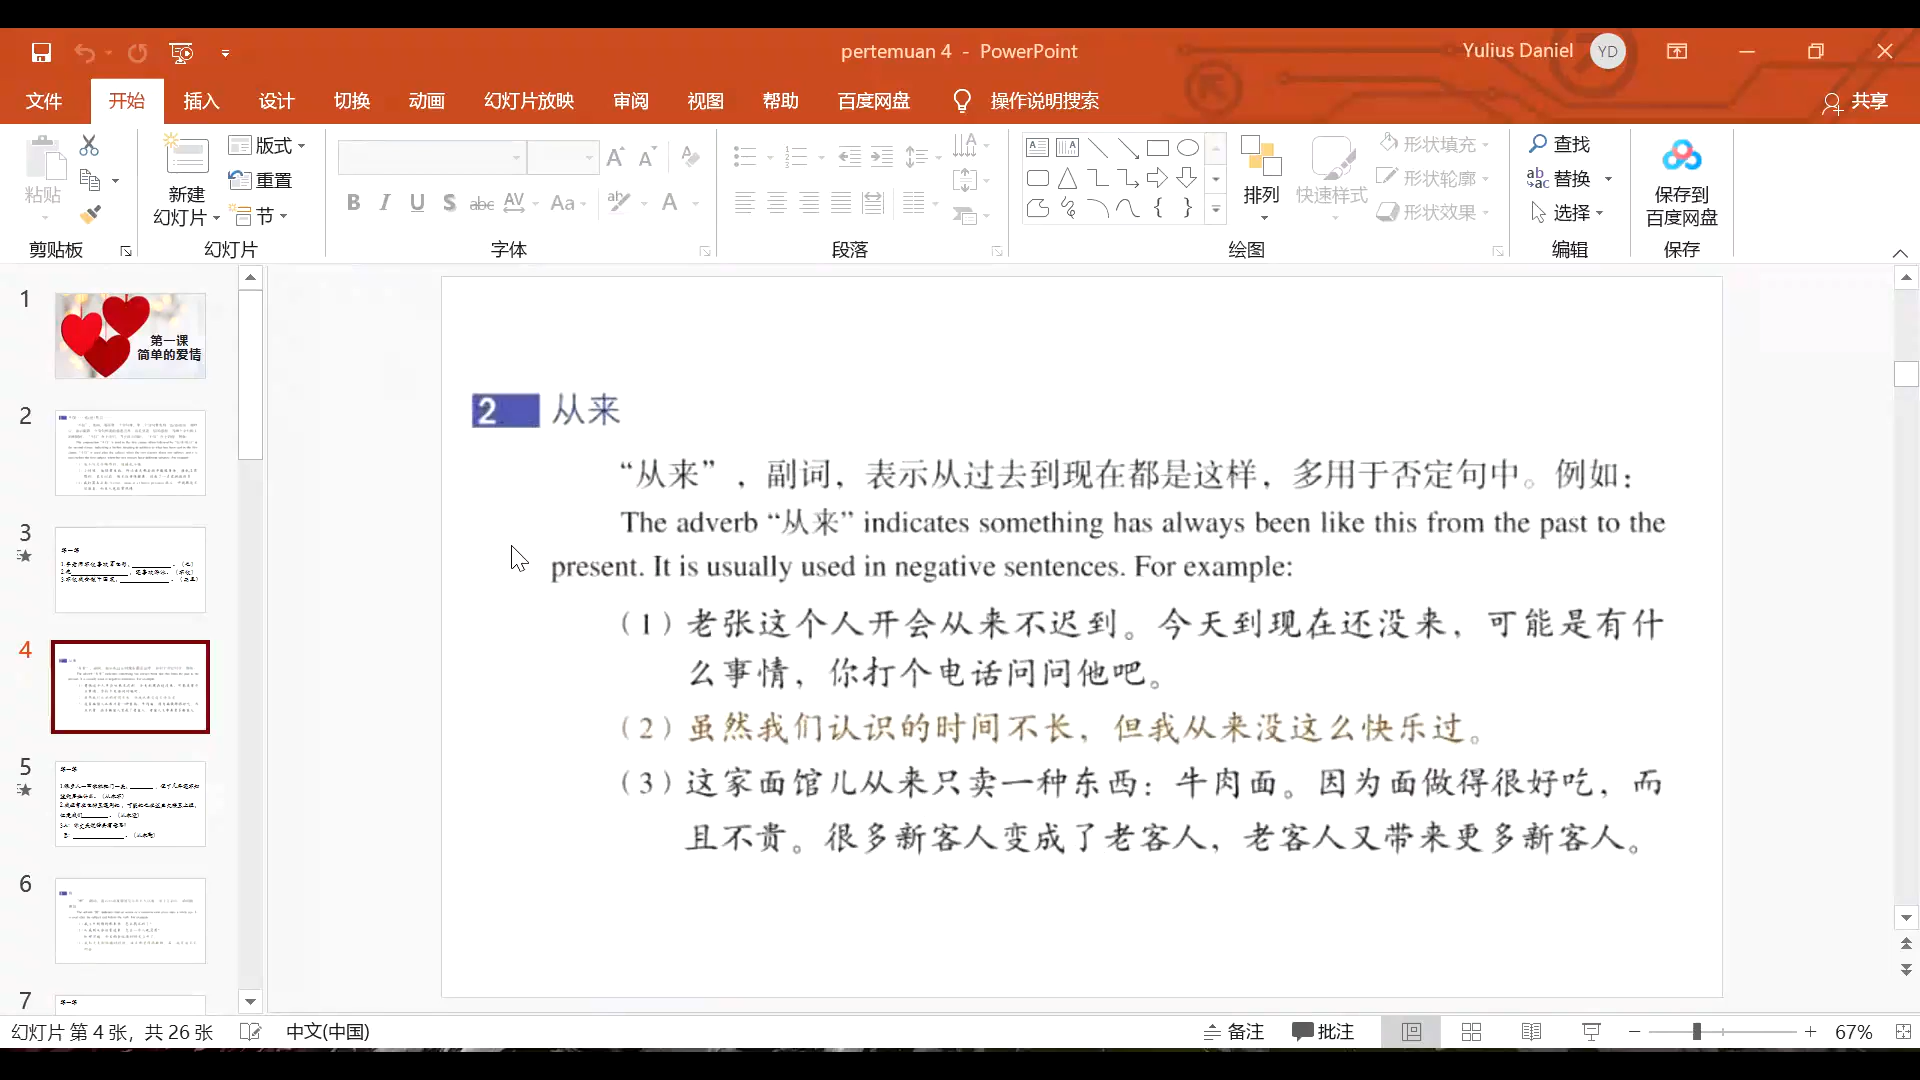 pertemuan 4 - PowerPoint
Yulius Daniel
YD
文件
开始
插入
设计
切换
动画
幻灯片放映
审阅
视图
帮助
百度网盘
操作说明搜索
共享
粘贴
剪贴板
新建
幻灯片
版式
重置
节
幻灯片
B I U S abc AV Aa A
字体
段落
排列
快速样式
形状填充
形状轮廓
形状效果
绘图
查找
替换
选择
编辑
保存到
百度网盘
保存
1
第一课
简单的爱情
2
3
4
5
6
7
2 从来
“从来”，副词，表示从过去到现在都是这样，多用于否定句中。例如：
The adverb “从来” indicates something has always been like this from the past to the
present. It is usually used in negative sentences. For example:
（1）老张这个人开会从来不迟到。今天到现在还没来，可能是有什
么事情，你打个电话问问他吧。
（2）虽然我们认识的时间不长，但我从来没这么快乐过。
（3）这家面馆儿从来只卖一种东西：牛肉面。因为面做得很好吃，而
且不贵。很多新客人变成了老客人，老客人又带来更多新客人。
幻灯片 第 4 张，共 26 张
中文(中国)
备注
批注
67%